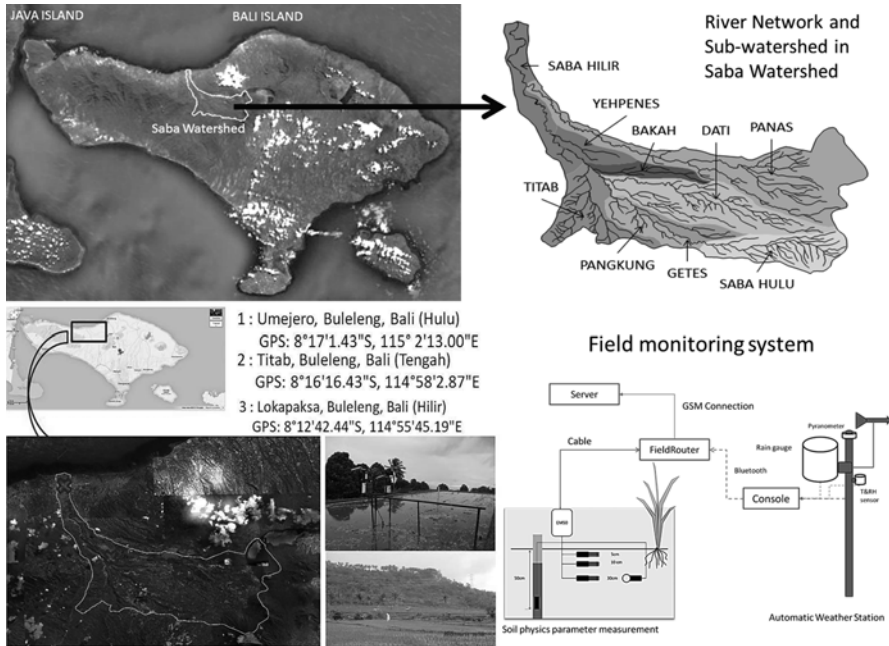 JAVA ISLAND
BALI ISLAND
Saba Watershed
River Network and
Sub-watershed in
Saba Watershed
SABA HILIR
YEHPENES
BAKAH
DATI
PANAS
TITAB
PANGKUNG
GETES
SABA HULU
1 : Umejero, Buleleng, Bali (Hulu)
GPS: 8°17'1.43"S, 115° 2'13.00"E
2 : Titab, Buleleng, Bali (Tengah)
GPS: 8°16'16.43"S, 114°58'2.87"E
3 : Lokapaksa, Buleleng, Bali (Hilir)
GPS: 8°12'42.44"S, 114°55'45.19"E
Field monitoring system
Server
GSM Connection
Cable
FieldRouter
Bluetooth
Console
Pyranometer
Rain gauge
T&RH
sensor
EM50
5cm
10 cm
30cm
50cm
Soil physics parameter measurement
Automatic Weather Station